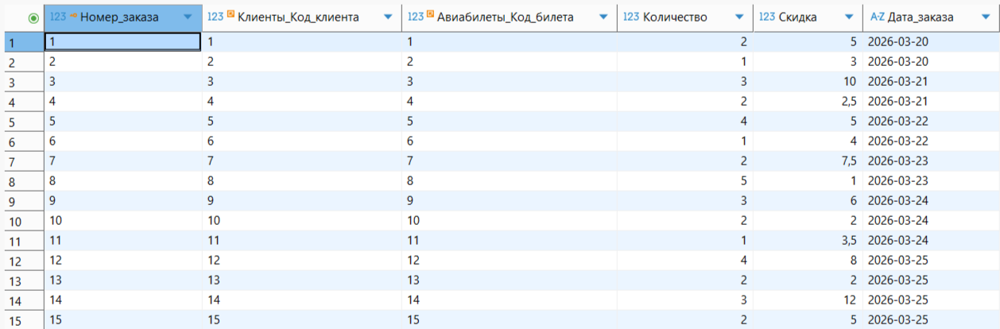 123 Номер_заказа 123 Клиенты_Код_клиента 123 Авиабилеты_Код_билета 123 Количество 123 Скидка A-Z Дата_заказа
1 1 1 1 2 5 2026-03-20
2 2 2 2 1 3 2026-03-20
3 3 3 3 3 10 2026-03-21
4 4 4 4 2 2,5 2026-03-21
5 5 5 5 4 5 2026-03-22
6 6 6 6 1 4 2026-03-22
7 7 7 7 2 7,5 2026-03-23
8 8 8 8 5 1 2026-03-23
9 9 9 9 3 6 2026-03-24
10 10 10 10 2 2 2026-03-24
11 11 11 11 1 3,5 2026-03-24
12 12 12 12 4 8 2026-03-25
13 13 13 13 2 2 2026-03-25
14 14 14 14 3 12 2026-03-25
15 15 15 15 2 5 2026-03-25